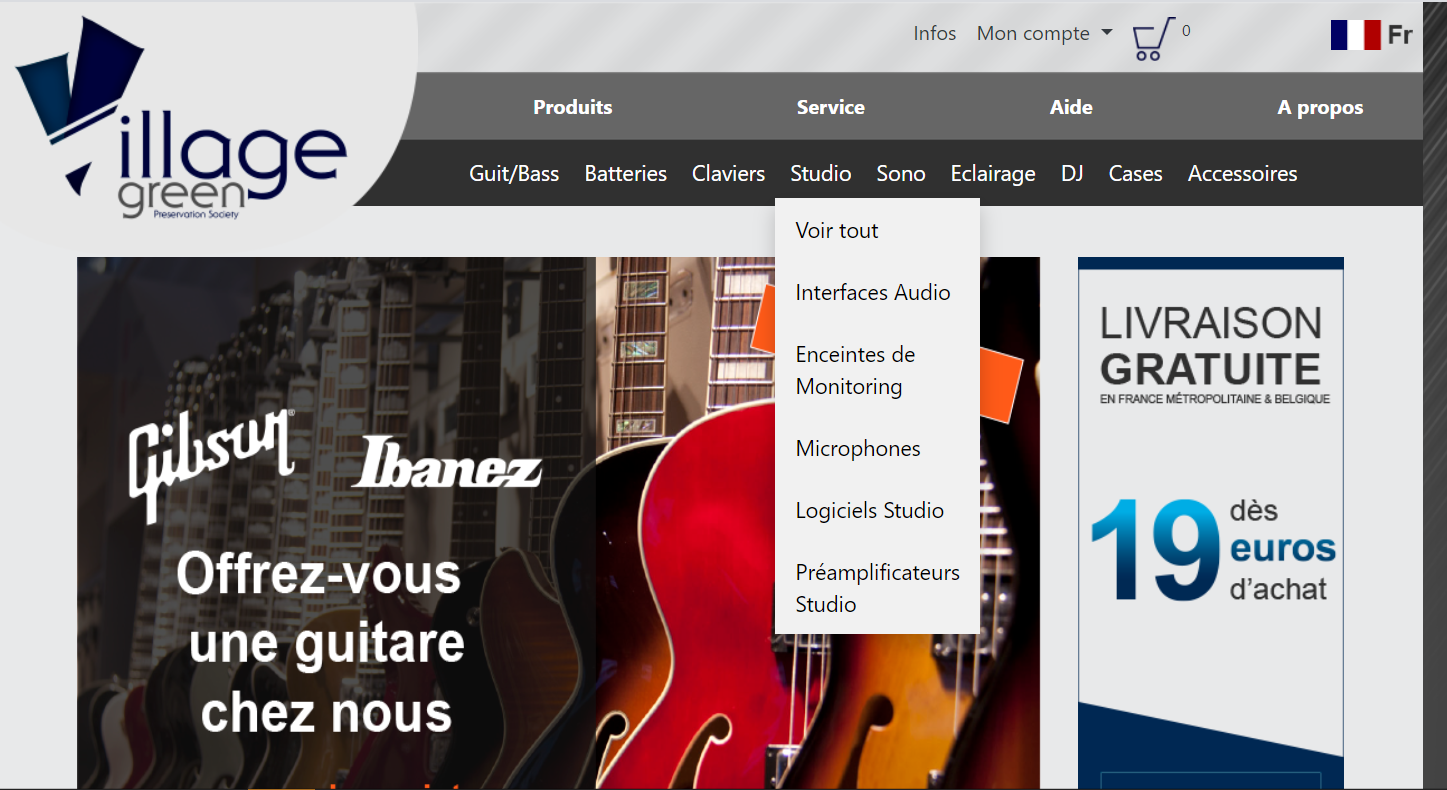 Infos Mon compte 0 Fr
Village
green
Preservation Society
Produits Service Aide A propos
Guit/Bass Batteries Claviers Studio Sono Eclairage DJ Cases Accessoires
Voir tout
Interfaces Audio
Enceintes de
Monitoring
Microphones
Logiciels Studio
Préamplificateurs
Studio
Gibson Ibanez
Offrez-vous
une guitare
chez nous
LIVRAISON
GRATUITE
EN FRANCE MÉTROPOLITAINE & BELGIQUE
19 dès
euros
d'achat